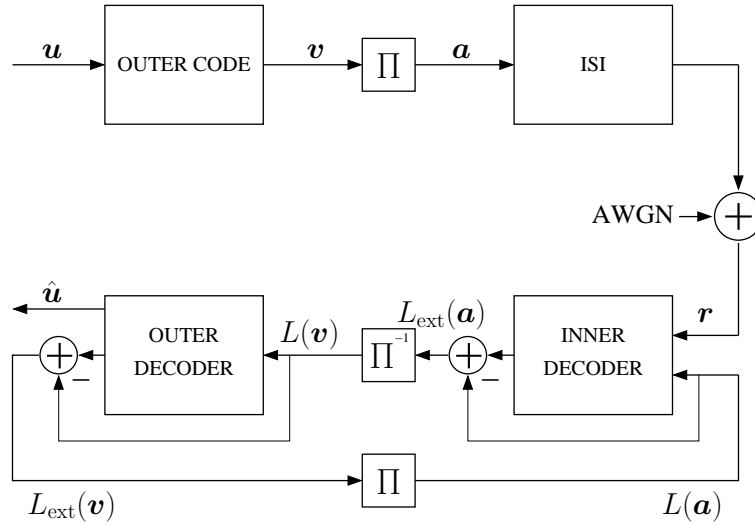 u
OUTER CODE
v
∏
a
ISI
AWGN
+
û
OUTER
DECODER
+
−
L(v)
∏⁻¹
L_ext(a)
+
−
INNER
DECODER
r
L_ext(v)
∏
L(a)